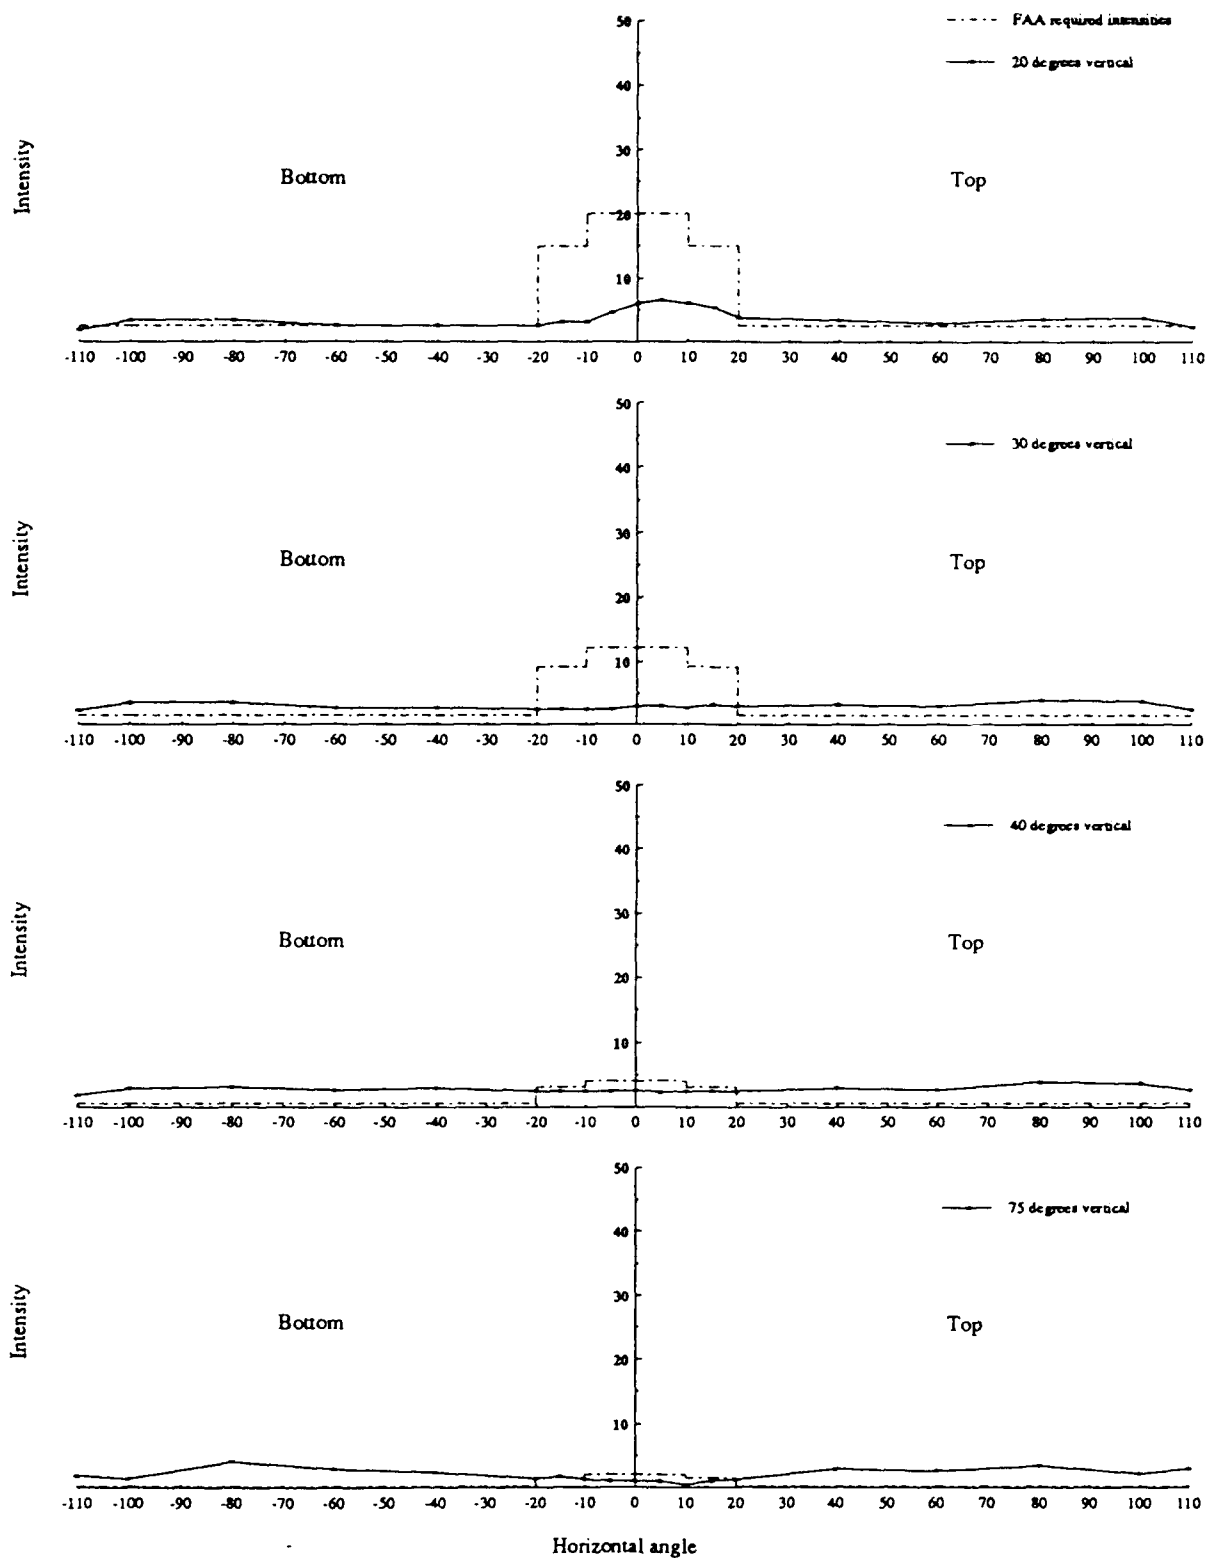 50
FAA required intensities
20 degrees vertical
40
30
Intensity
Bottom
Top
20
10
-110 -100 -90 -80 -70 -60 -50 -40 -30 -20 -10 0 10 20 30 40 50 60 70 80 90 100 110
50
30 degrees vertical
40
30
Intensity
Bottom
Top
20
10
-110 -100 -90 -80 -70 -60 -50 -40 -30 -20 -10 0 10 20 30 40 50 60 70 80 90 100 110
50
40 degrees vertical
40
30
Intensity
Bottom
Top
20
10
-110 -100 -90 -80 -70 -60 -50 -40 -30 -20 -10 0 10 20 30 40 50 60 70 80 90 100 110
50
75 degrees vertical
40
30
Intensity
Bottom
Top
20
10
-110 -100 -90 -80 -70 -60 -50 -40 -30 -20 -10 0 10 20 30 40 50 60 70 80 90 100 110
Horizontal angle